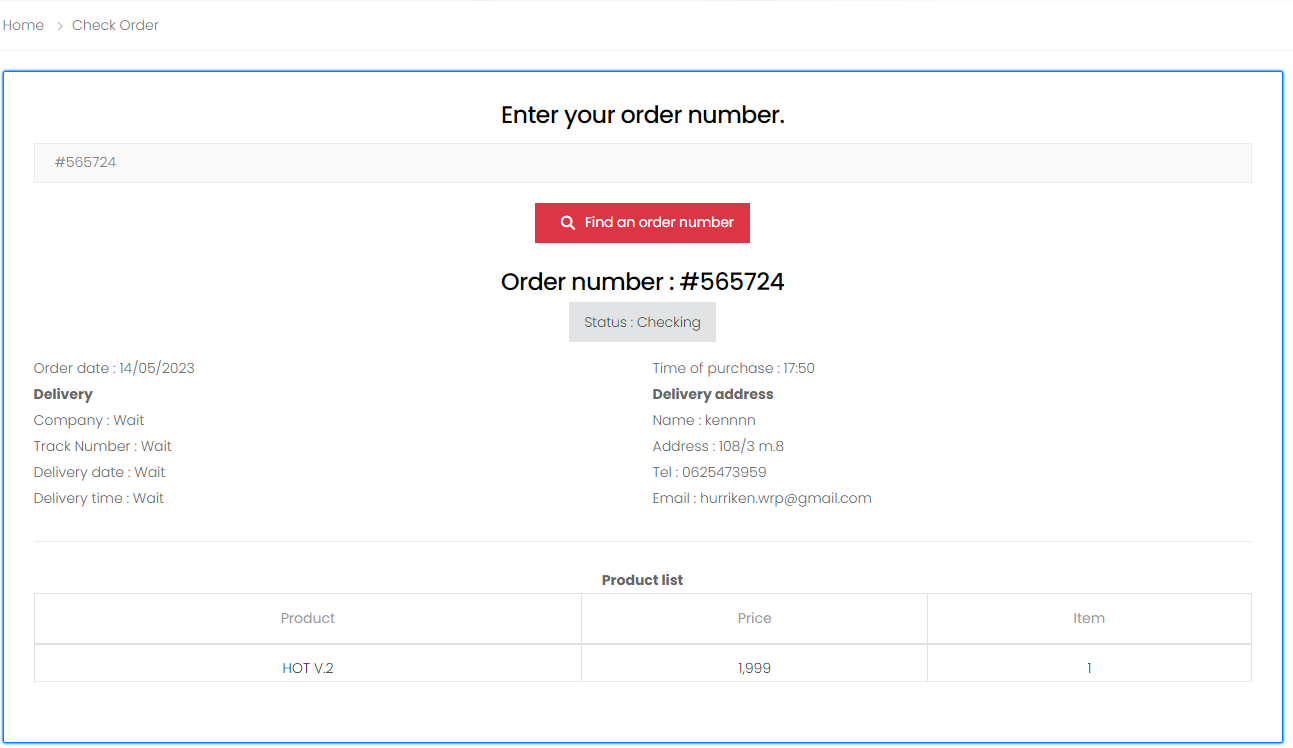 Home > Check Order
Enter your order number.
#565724
Find an order number
Order number : #565724
Status : Checking
Order date : 14/05/2023
Delivery
Company : Wait
Track Number : Wait
Delivery date : Wait
Delivery time : Wait
Time of purchase : 17:50
Delivery address
Name : kennnn
Address : 108/3 m.8
Tel : 0625473959
Email : hurriken.wrp@gmail.com
Product list
Product Price Item
HOT V.2 1,999 1